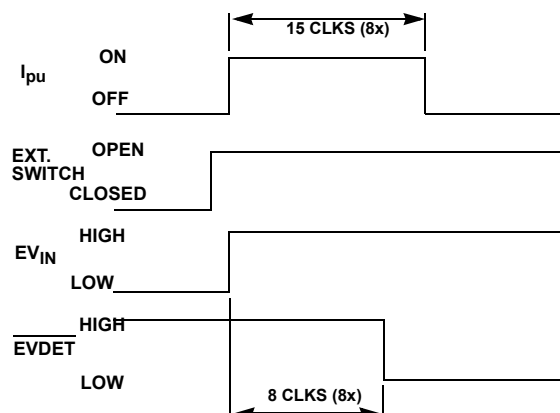 15 CLKS (8x)
Ipu
ON
OFF
EXT.
SWITCH
OPEN
CLOSED
EVIN
HIGH
LOW
EVDET
HIGH
LOW
8 CLKS (8x)